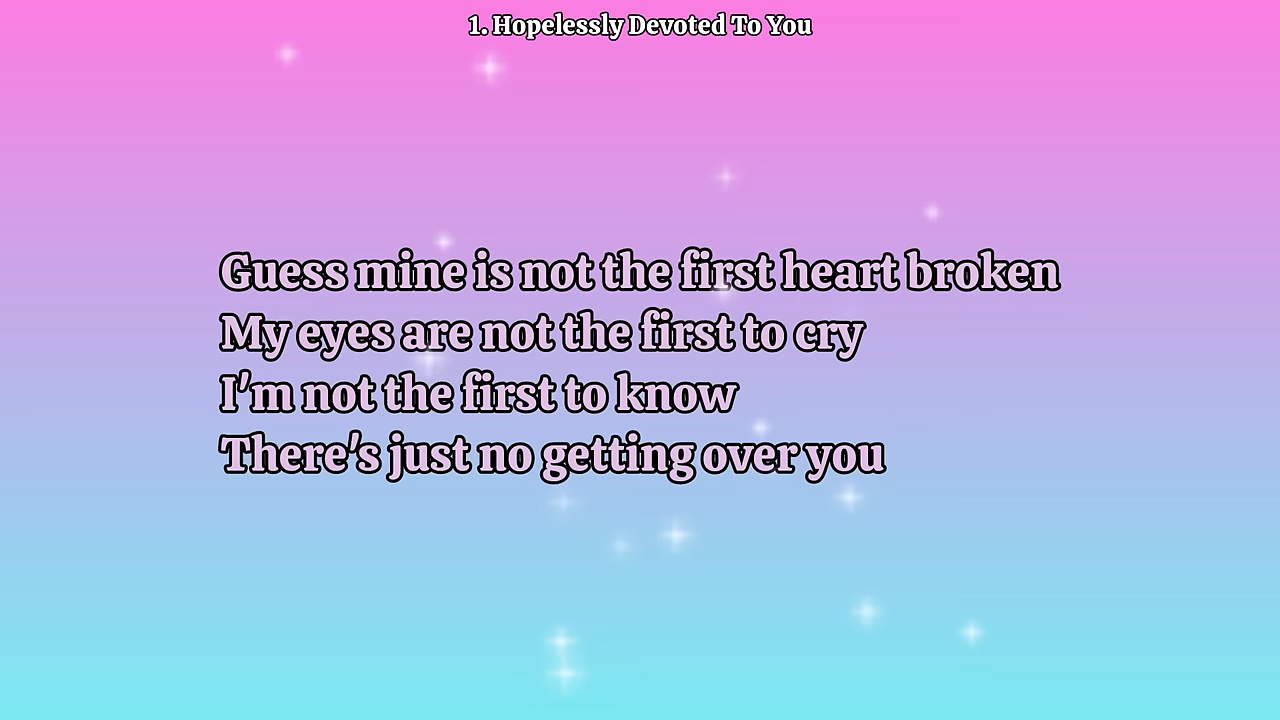 1. Hopelessly Devoted To You
Guess mine is not the first heart broken
My eyes are not the first to cry
I'm not the first to know
There's just no getting over you